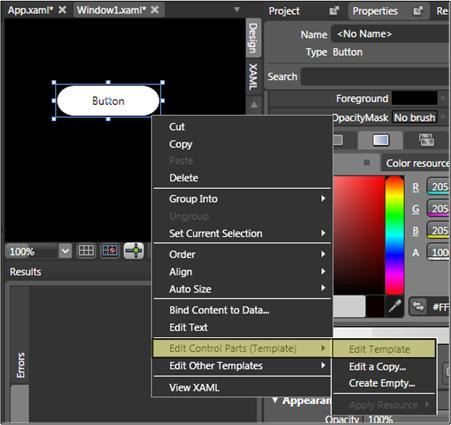 App.xaml* × Window1.xaml* ×
Project × Properties × Re
Design
XAML
Name <No Name>
Type Button
Search
Button
Foreground
OpacityMask No brush
Cut
Copy
Paste
Delete
Group Into
Ungroup
Set Current Selection
Order
Align
Auto Size
Bind Content to Data...
Edit Text
Edit Control Parts (Template)
Edit Other Templates
View XAML
Edit Template
Edit a Copy...
Create Empty...
Apply Resource
Color resource
R 205
G 205
B 205
A 100
#FF
100%
Results
Errors
Appearan
Opacity 100%